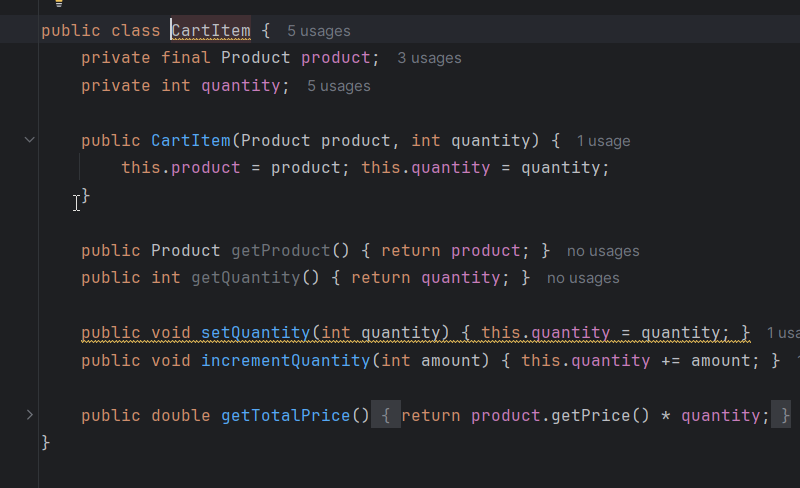 public class CartItem { 5 usages
private final Product product; 3 usages
private int quantity; 5 usages
public CartItem(Product product, int quantity) { 1 usage
this.product = product; this.quantity = quantity;
}
public Product getProduct() { return product; } no usages
public int getQuantity() { return quantity; } no usages
public void setQuantity(int quantity) { this.quantity = quantity; } 1 usa
public void incrementQuantity(int amount) { this.quantity += amount; }
public double getTotalPrice() { return product.getPrice() * quantity; }
}